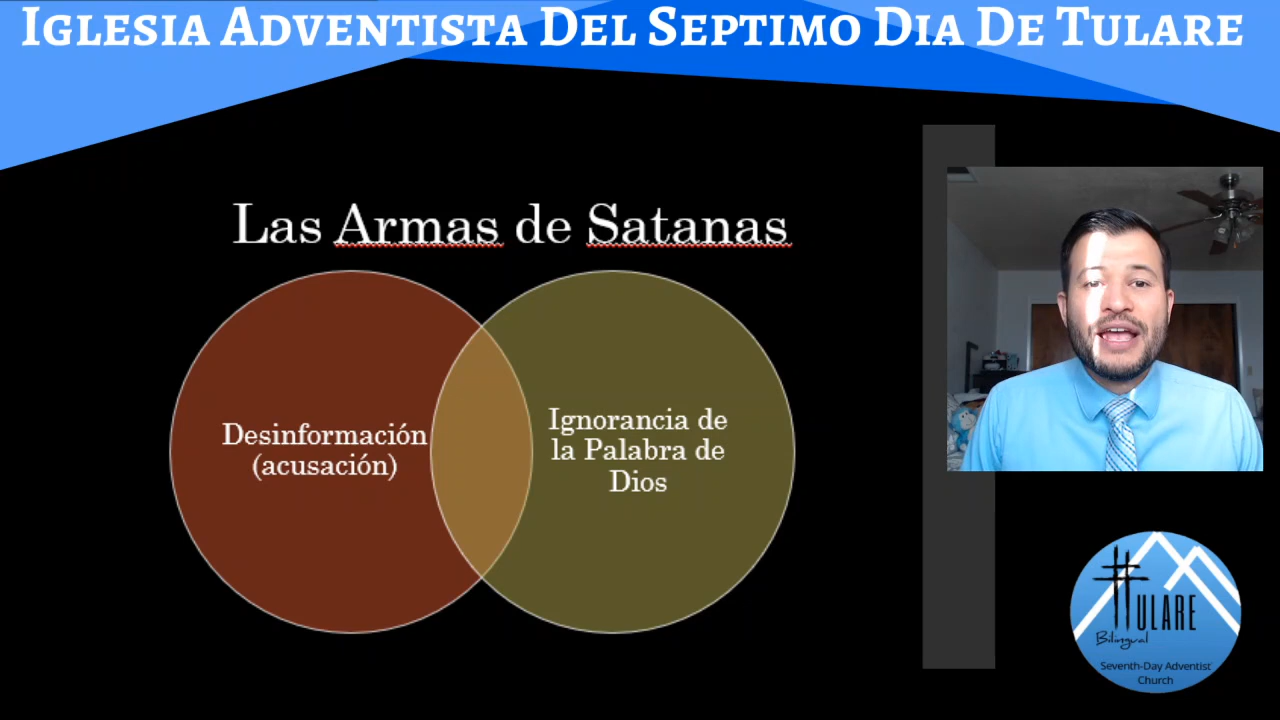 Iglesia Adventista Del Septimo Dia De Tulare
Las Armas de Satanas
Desinformación
(acusación)
Ignorancia de
la Palabra de
Dios
TULARE
Bilingual
Seventh-Day Adventist
Church